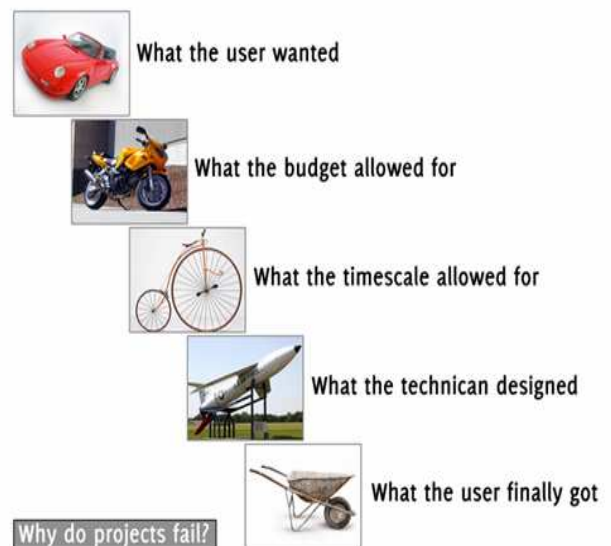 What the user wanted
What the budget allowed for
What the timescale allowed for
What the technican designed
What the user finally got
Why do projects fail?